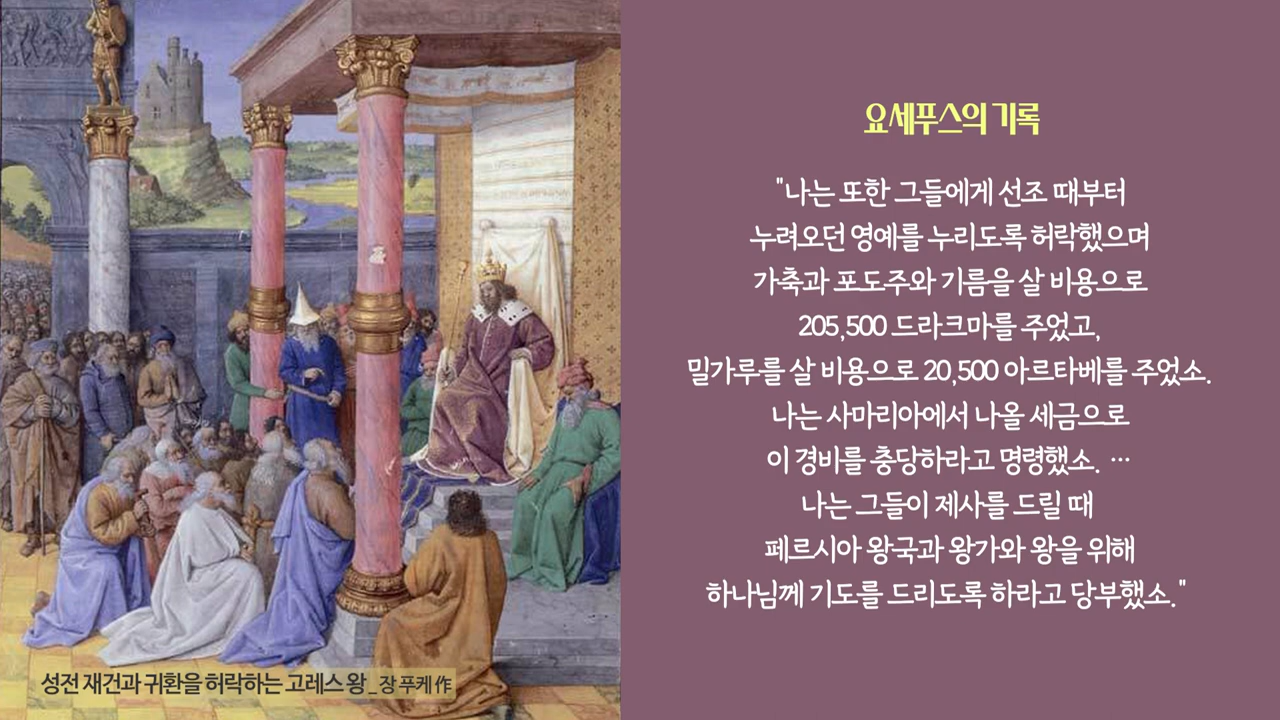 요세푸스의 기록
"나는 또한 그들에게 선조 때부터
누려오던 영예를 누리도록 허락했으며
가축과 포도주와 기름을 살 비용으로
205,500 드라크마를 주었고,
밀가루를 살 비용으로 20,500 아르타베를 주었소.
나는 사마리아에서 나올 세금으로
이 경비를 충당하라고 명령했소. …
나는 그들이 제사를 드릴 때
페르시아 왕국과 왕가와 왕을 위해
하나님께 기도를 드리도록 하라고 당부했소."
성전 재건과 귀환을 허락하는 고레스 왕_장 푸케 作